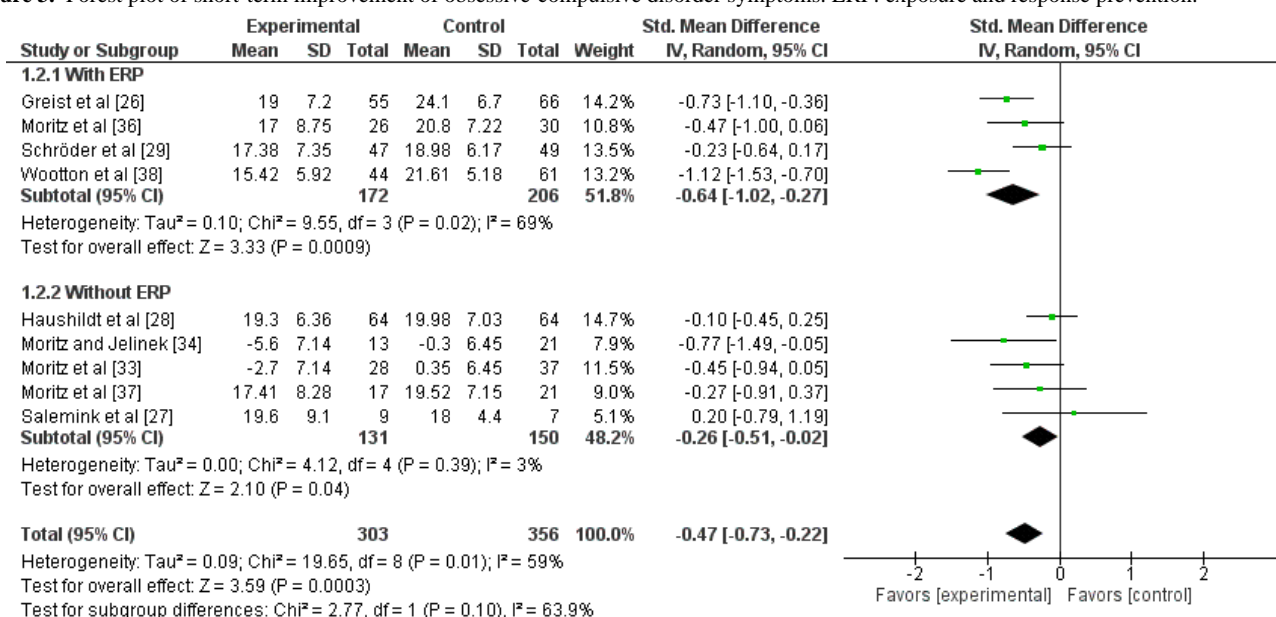 ure 3. Forest plot of short-term improvement of obsessive-compulsive disorder symptoms. ERP: exposure and response prevention.
Experimental Control Std. Mean Difference Std. Mean Difference
Study or Subgroup Mean SD Total Mean SD Total Weight IV, Random, 95% CI IV, Random, 95% CI
1.2.1 With ERP
Greist et al [26] 19 7.2 55 24.1 6.7 66 14.2% -0.73 [-1.10, -0.36]
Moritz et al [36] 17 8.75 26 20.8 7.22 30 10.8% -0.47 [-1.00, 0.06]
Schröder et al [29] 17.38 7.35 47 18.98 6.17 49 13.5% -0.23 [-0.64, 0.17]
Wootton et al [38] 15.42 5.92 44 21.61 5.18 61 13.2% -1.12 [-1.53, -0.70]
Subtotal (95% CI) 172 206 51.8% -0.64 [-1.02, -0.27]
Heterogeneity: Tau² = 0.10; Chi² = 9.55, df = 3 (P = 0.02); I² = 69%
Test for overall effect: Z = 3.33 (P = 0.0009)
1.2.2 Without ERP
Haushildt et al [28] 19.3 6.36 64 19.98 7.03 64 14.7% -0.10 [-0.45, 0.25]
Moritz and Jelinek [34] -5.6 7.14 13 -0.3 6.45 21 7.9% -0.77 [-1.49, -0.05]
Moritz et al [33] -2.7 7.14 28 0.35 6.45 37 11.5% -0.45 [-0.94, 0.05]
Moritz et al [37] 17.41 8.28 17 19.52 7.15 21 9.0% -0.27 [-0.91, 0.37]
Salemink et al [27] 19.6 9.1 9 18 4.4 7 5.1% 0.20 [-0.79, 1.19]
Subtotal (95% CI) 131 150 48.2% -0.26 [-0.51, -0.02]
Heterogeneity: Tau² = 0.00; Chi² = 4.12, df = 4 (P = 0.39); I² = 3%
Test for overall effect: Z = 2.10 (P = 0.04)
Total (95% CI) 303 356 100.0% -0.47 [-0.73, -0.22]
Heterogeneity: Tau² = 0.09; Chi² = 19.65, df = 8 (P = 0.01); I² = 59%
Test for overall effect: Z = 3.59 (P = 0.0003)
Test for subgroup differences: Chi² = 2.77, df = 1 (P = 0.10), I² = 63.9%
-2 -1 0 1 2
Favors [experimental] Favors [control]